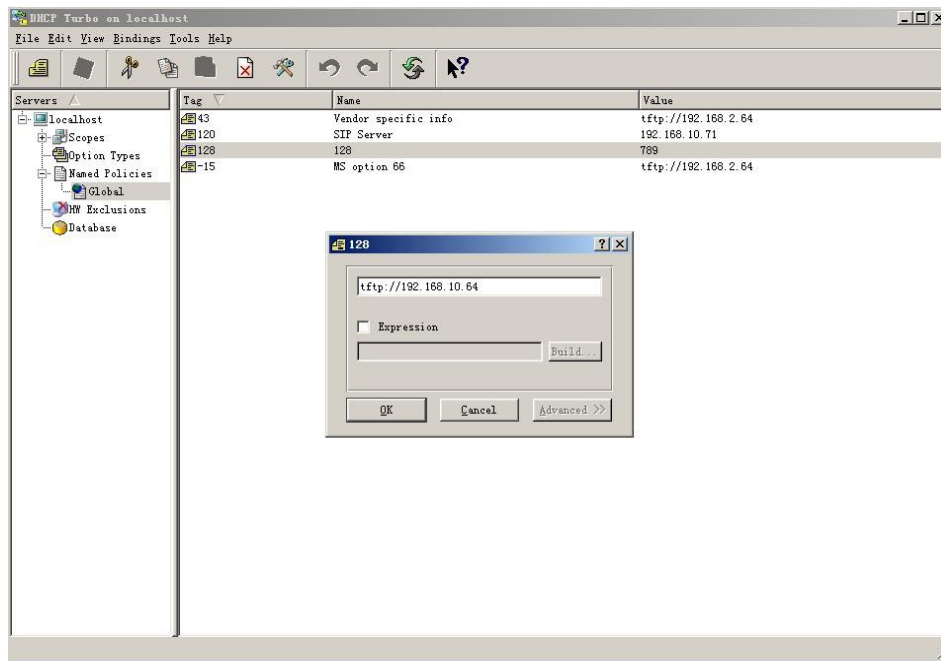 DHCP Turbo on localhost
File Edit View Bindings Tools Help
Servers
Tag Name Value
localhost
Scopes
Option Types
Named Policies
Global
HW Exclusions
Database
43 Vendor specific info tftp://192.168.2.64
120 SIP Server 192.168.10.71
128 128 789
-15 MS option 66 tftp://192.168.2.64
128
tftp://192.168.10.64
Expression
Build...
OK Cancel Advanced >>